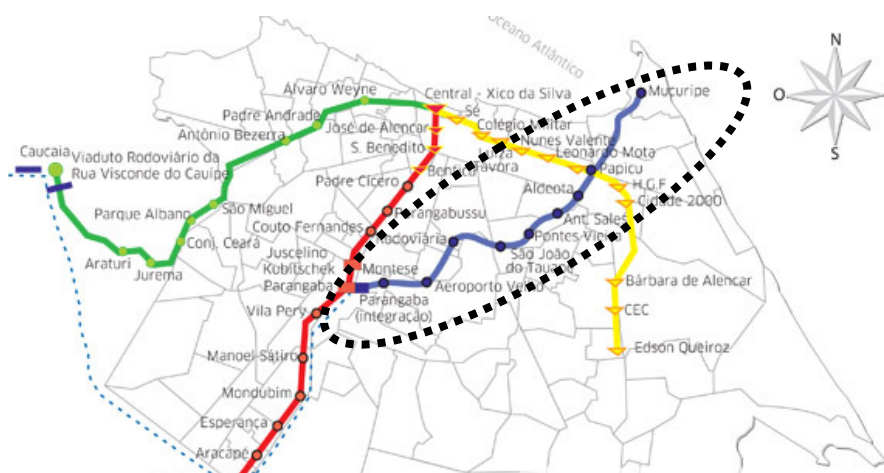 Oceano Atlântico
N
O
S
Mucuripe
Central - Xico da Silva
Álvaro Weyne
Sé
Padre Andrade
Colégio Militar
José de Alencar
Antônio Bezerra
Nunes Valente
S. Benedito
Leonardo Mota
Caucaia
Viaduto Rodoviário da
Rua Visconde do Cauípe
Benfica
Papicu
Padre Cícero
Aldeota
H.G.F
Cidade 2000
São Miguel
Parque Albano
Parangabussu
Ant. Sales
Couto Fernandes
Rodoviária
Pontes Vieira
Conj. Ceará
Juscelino
Kubitschek
São João
do Tauape
Araturi
Jurema
Montese
Parangaba
Aeroporto
Bárbara de Alencar
Parangaba
(integração)
Vila Pery
CEC
Manoel Sátiro
Edson Queiroz
Mondubim
Esperança
Aracapé